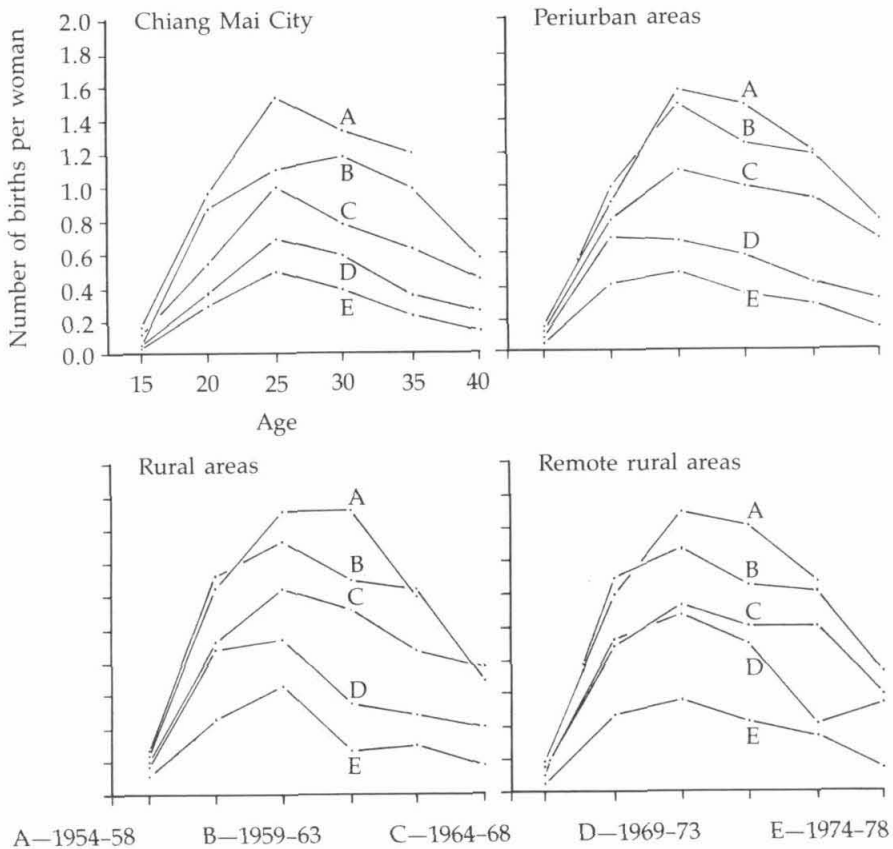 Chiang Mai City
Periurban areas
Number of births per woman
2.0
1.8
1.6
1.4
1.2
1.0
0.8
0.6
0.4
0.2
0.0
A
B
C
D
E
A
B
C
D
E
15 20 25 30 35 40
Age
Rural areas
Remote rural areas
A
B
C
D
E
A
B
C
D
E
A—1954–58 B—1959–63 C—1964–68 D—1969–73 E—1974–78